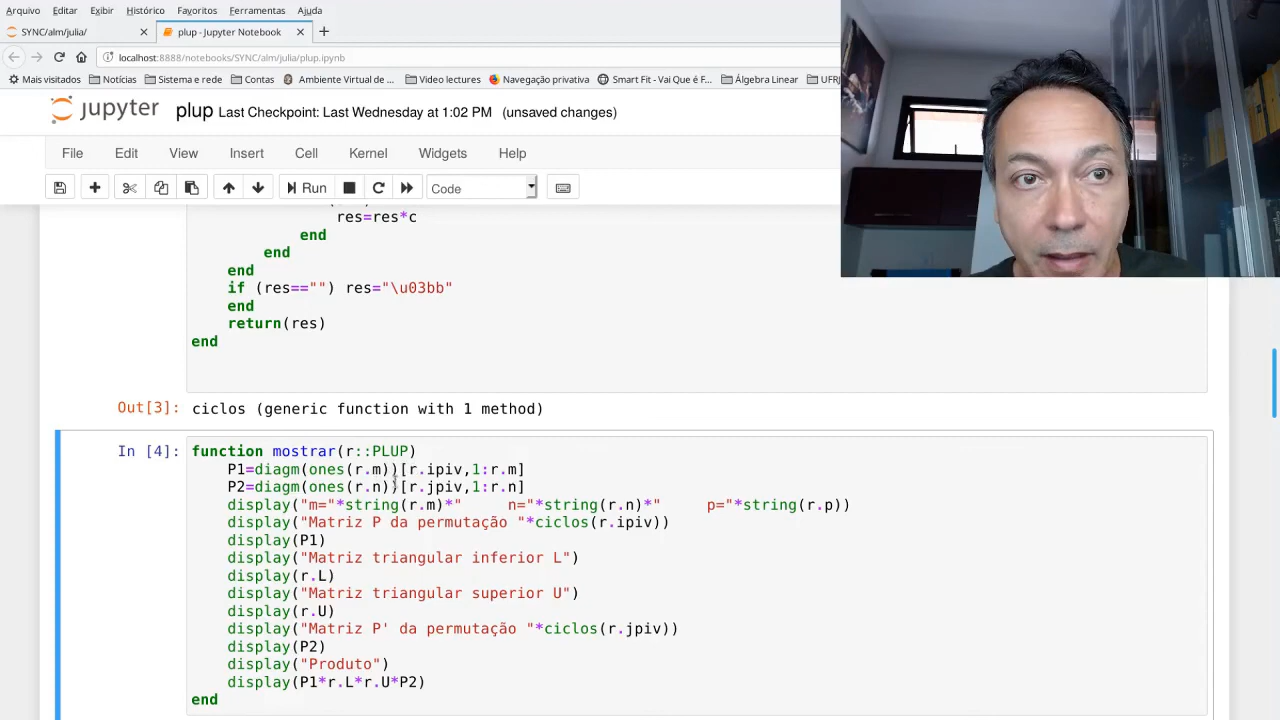 Arquivo Editar Exibir Histórico Favoritos Ferramentas Ajuda
SYNC/alm/julia/ × plup - Jupyter Notebook × +
localhost:8888/notebooks/SYNC/alm/julia/plup.ipynb
Mais visitados Notícias Sistema e rede Contas Ambiente Virtual de ... Video lectures Navegação privativa Smart Fit - Vai Que é F... Álgebra Linear UFRJ
jupyter plup Last Checkpoint: Last Wednesday at 1:02 PM (unsaved changes)
File Edit View Insert Cell Kernel Widgets Help
Run Code
res=res*c
end
end
end
if (res=="") res="\u03bb"
end
return(res)
end
Out[3]: ciclos (generic function with 1 method)
In [4]: function mostrar(r::PLUP)
P1=diagm(ones(r.m))[r.ipiv,1:r.m]
P2=diagm(ones(r.n))[r.jpiv,1:r.n]
display("m="*string(r.m)*" n="*string(r.n)*" p="*string(r.p))
display("Matriz P da permutação "*ciclos(r.ipiv))
display(P1)
display("Matriz triangular inferior L")
display(r.L)
display("Matriz triangular superior U")
display(r.U)
display("Matriz P' da permutação "*ciclos(r.jpiv))
display(P2)
display("Produto")
display(P1*r.L*r.U*P2)
end